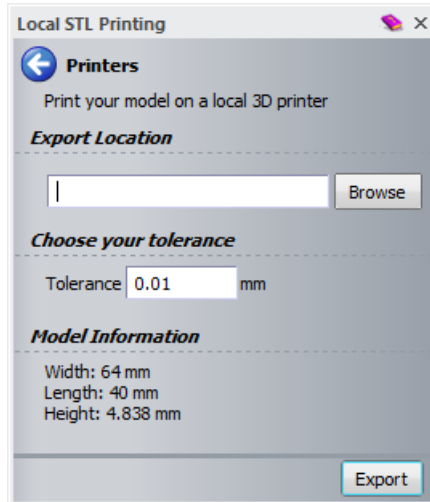 Local STL Printing
Printers
Print your model on a local 3D printer
Export Location
Browse
Choose your tolerance
Tolerance 0.01 mm
Model Information
Width: 64 mm
Length: 40 mm
Height: 4.838 mm
Export